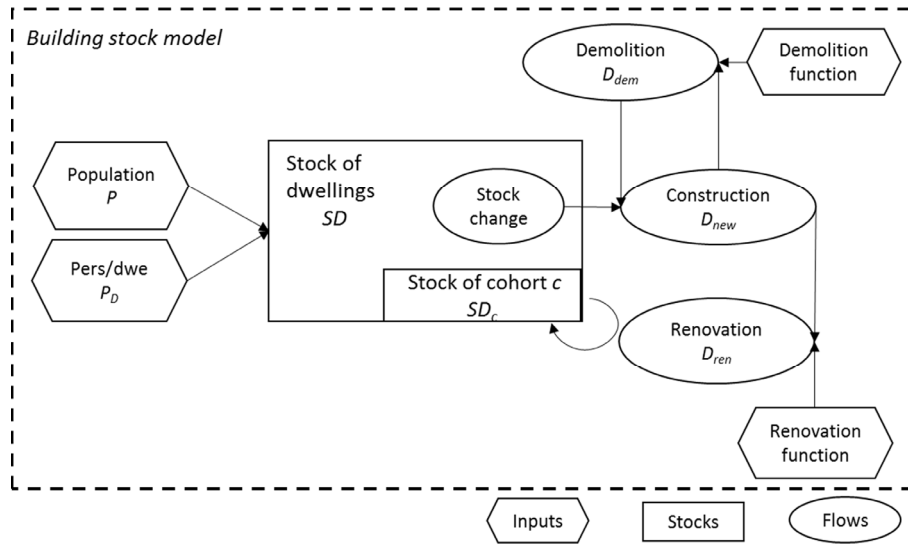 Building stock model
Demolition
D_dem
Demolition
function
Population
P
Pers/dwe
P_D
Stock of
dwellings
SD
Stock
change
Stock of cohort c
SD_c
Construction
D_new
Renovation
D_ren
Renovation
function
Inputs
Stocks
Flows